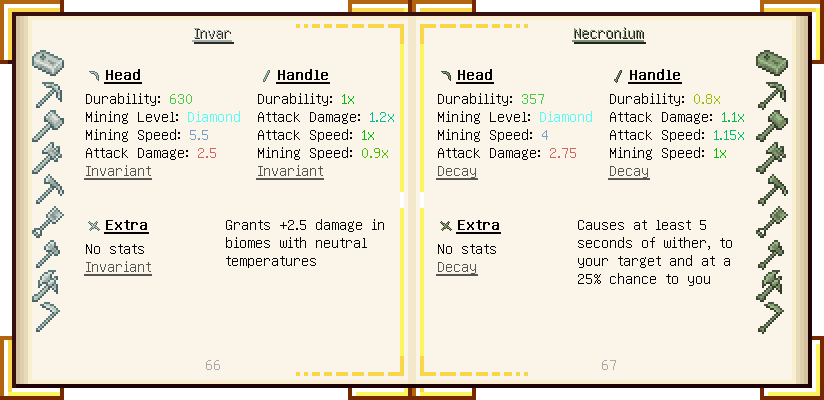 Invar
Head
Durability: 630
Mining Level: Diamond
Mining Speed: 5.5
Attack Damage: 2.5
Invariant
Handle
Durability: 1x
Attack Damage: 1.2x
Attack Speed: 1x
Mining Speed: 0.9x
Invariant
Extra
No stats
Invariant
Grants +2.5 damage in
biomes with neutral
temperatures
66
Necronium
Head
Durability: 357
Mining Level: Diamond
Mining Speed: 4
Attack Damage: 2.75
Decay
Handle
Durability: 0.8x
Attack Damage: 1.1x
Attack Speed: 1.15x
Mining Speed: 1x
Decay
Extra
No stats
Decay
Causes at least 5
seconds of wither, to
your target and at a
25% chance to you
67